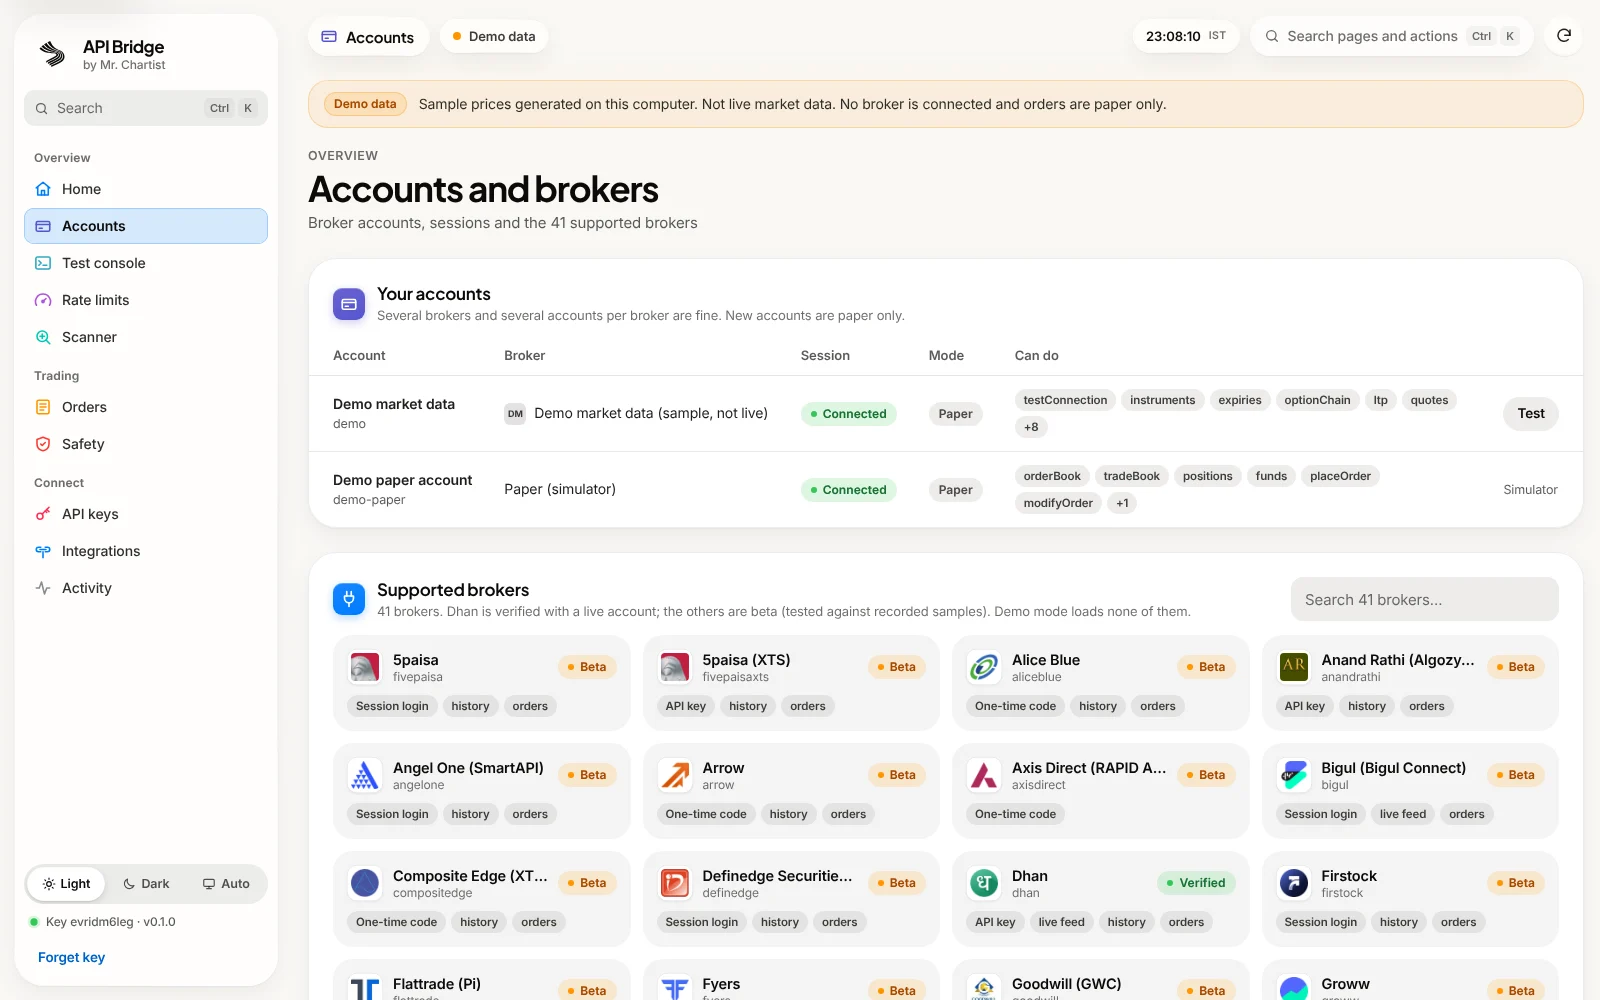 API Bridge
by Mr. Chartist
Search Ctrl K
Overview
Home
Accounts
Test console
Rate limits
Scanner
Trading
Orders
Safety
Connect
API keys
Integrations
Activity
Light Dark Auto
Key evridm6leg · v0.1.0
Forget key
Accounts Demo data
23:08:10 IST Search pages and actions Ctrl K
Demo data Sample prices generated on this computer. Not live market data. No broker is connected and orders are paper only.
OVERVIEW
Accounts and brokers
Broker accounts, sessions and the 41 supported brokers
Your accounts
Several brokers and several accounts per broker are fine. New accounts are paper only.
Account Broker Session Mode Can do
Demo market data
demo
DM Demo market data (sample, not live) Connected Paper
testConnection instruments expiries optionChain ltp quotes
+8
Test
Demo paper account
demo-paper
Paper (simulator) Connected Paper
orderBook tradeBook positions funds placeOrder
modifyOrder +1
Simulator
Supported brokers
41 brokers. Dhan is verified with a live account; the others are beta (tested against recorded samples). Demo mode loads none of them.
Search 41 brokers...
5paisa Beta
fivepaisa
Session login history orders
5paisa (XTS) Beta
fivepaisaxts
API key history orders
Alice Blue Beta
aliceblue
One-time code history orders
AR Anand Rathi (Algozy... Beta
anandrathi
API key history orders
Angel One (SmartAPI) Beta
angelone
Session login history orders
Arrow Beta
arrow
One-time code history orders
Axis Direct (RAPID A... Beta
axisdirect
One-time code
Bigul (Bigul Connect) Beta
bigul
Session login live feed orders
Composite Edge (XT... Beta
compositedge
One-time code history orders
Definedge Securitie... Beta
definedge
Session login history orders
ध Dhan Verified
dhan
API key live feed history orders
Firstock Beta
firstock
Session login history orders
Flattrade (Pi) Beta
flattrade
Fyers Beta
fyers
Goodwill (GWC) Beta
goodwill
Groww Beta
groww